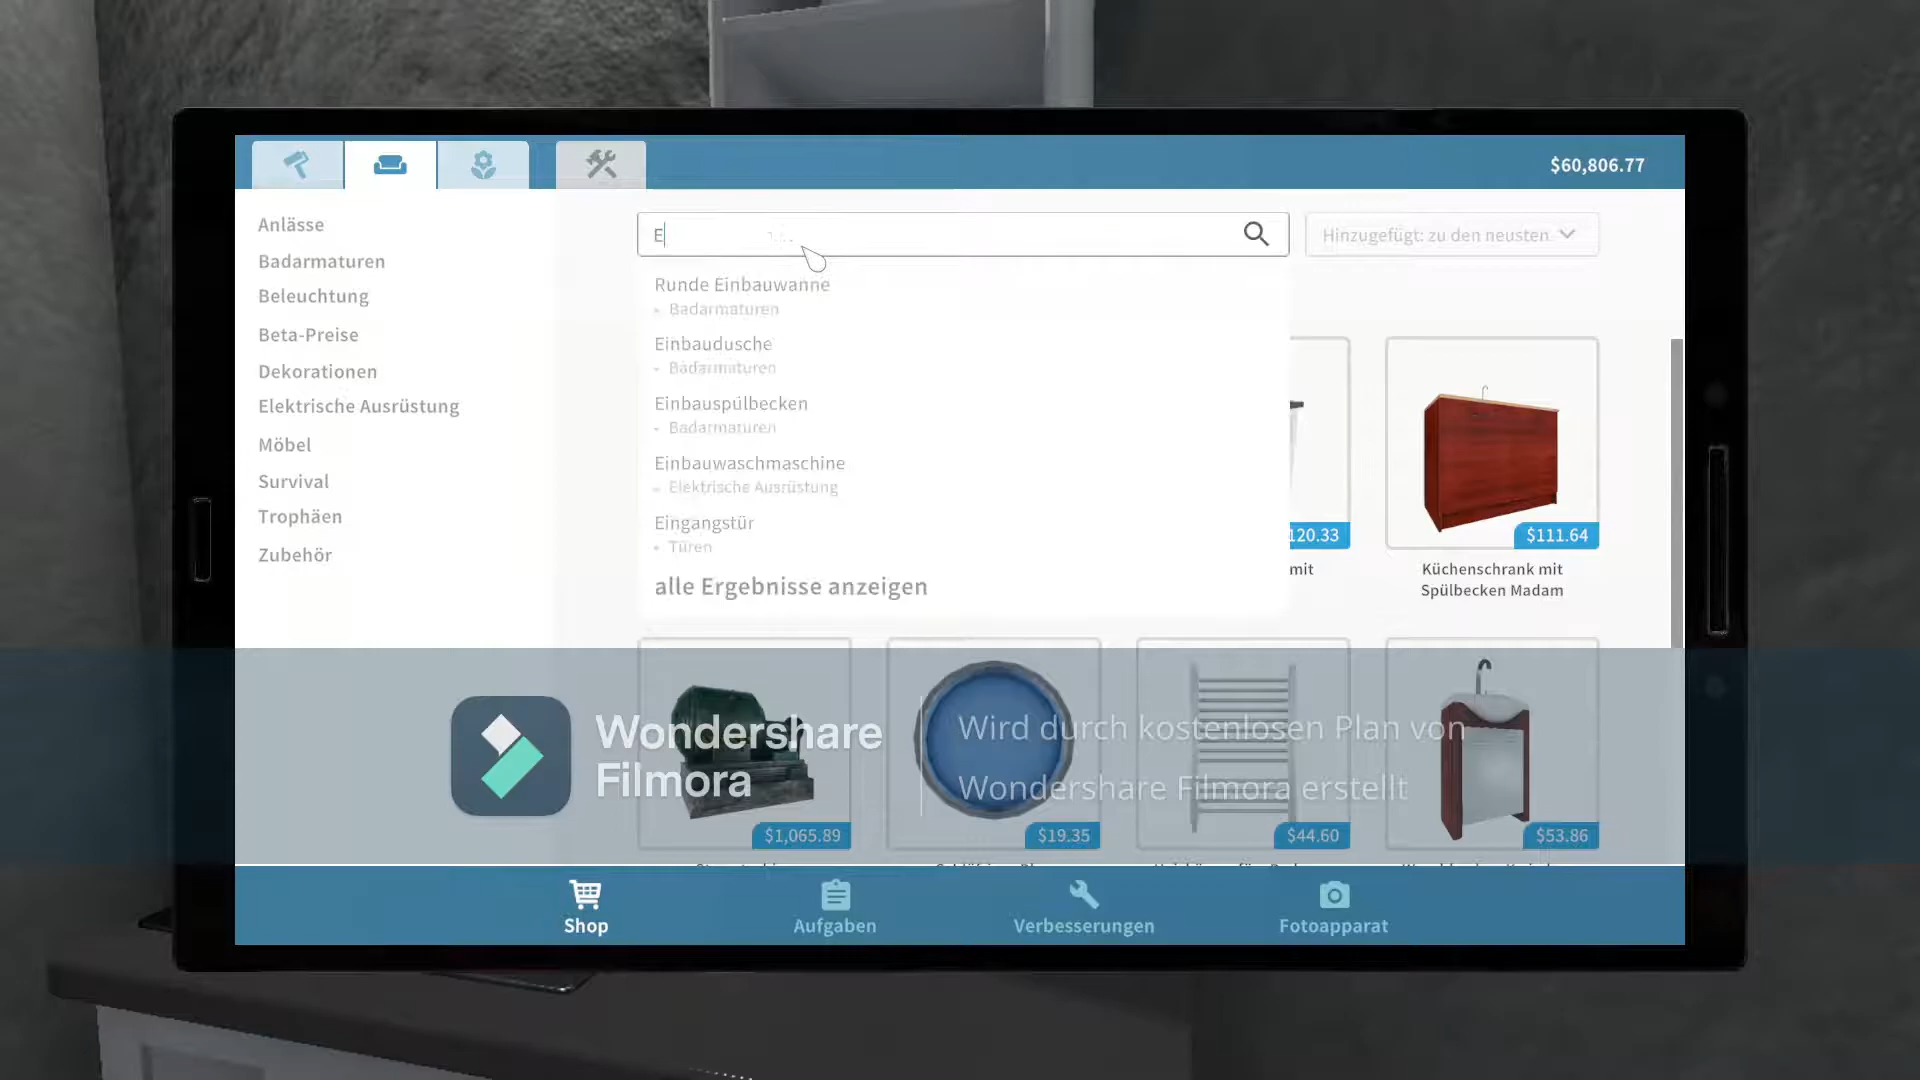 $60,806.77
E
Hinzugefügt: zu den neusten
Anlässe
Badarmaturen
Beleuchtung
Beta-Preise
Dekorationen
Elektrische Ausrüstung
Möbel
Survival
Trophäen
Zubehör
Runde Einbauwanne
- Badarmaturen
Einbaudusche
- Badarmaturen
Einbauspülbecken
- Badarmaturen
Einbauwaschmaschine
- Elektrische Ausrüstung
Eingangstür
- Türen
alle Ergebnisse anzeigen
120.33
mit
$111.64
Küchenschrank mit
Spülbecken Madam
Wondershare
Filmora
Wird durch kostenlosen Plan von
Wondershare Filmora erstellt
$1,065.89
$19.35
$44.60
$53.86
Shop
Aufgaben
Verbesserungen
Fotoapparat